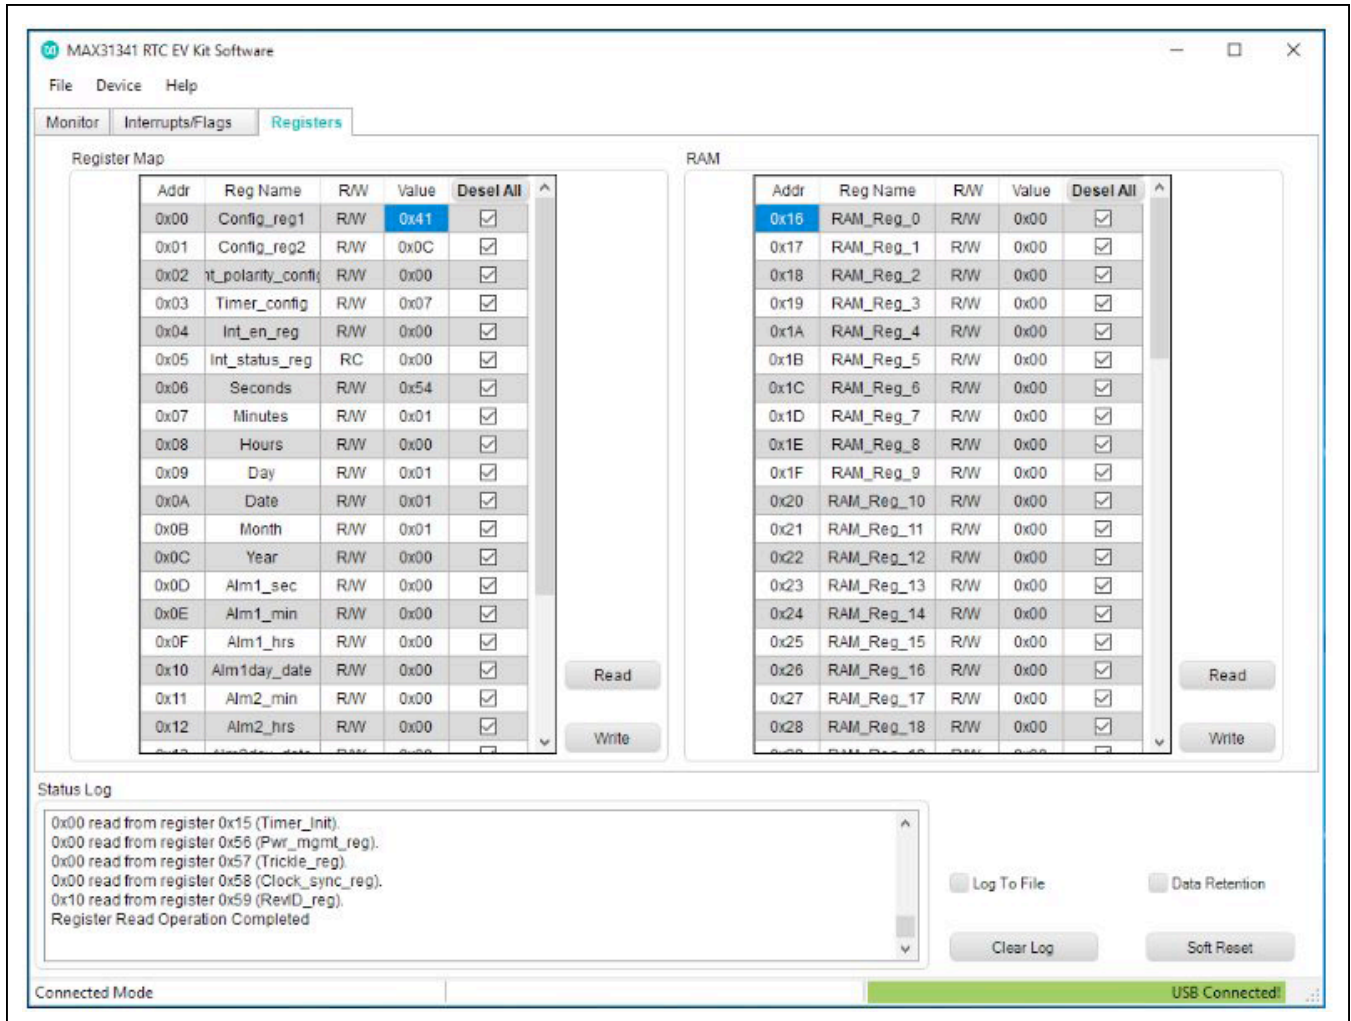 MAX31341 RTC EV Kit Software
File Device Help
Monitor Interrupts/Flags Registers
Register Map
Addr Reg Name R/W Value Desel All
0x00 Config_reg1 R/W 0x41
0x01 Config_reg2 R/W 0x0C
0x02 nt_polarity_config R/W 0x00
0x03 Timer_config R/W 0x07
0x04 Int_en_reg R/W 0x00
0x05 Int_status_reg RC 0x00
0x06 Seconds R/W 0x54
0x07 Minutes R/W 0x01
0x08 Hours R/W 0x00
0x09 Day R/W 0x01
0x0A Date R/W 0x01
0x0B Month R/W 0x01
0x0C Year R/W 0x00
0x0D Alm1_sec R/W 0x00
0x0E Alm1_min R/W 0x00
0x0F Alm1_hrs R/W 0x00
0x10 Alm1day_date R/W 0x00
0x11 Alm2_min R/W 0x00
0x12 Alm2_hrs R/W 0x00
Read
Write
RAM
Addr Reg Name R/W Value Desel All
0x16 RAM_Reg_0 R/W 0x00
0x17 RAM_Reg_1 R/W 0x00
0x18 RAM_Reg_2 R/W 0x00
0x19 RAM_Reg_3 R/W 0x00
0x1A RAM_Reg_4 R/W 0x00
0x1B RAM_Reg_5 R/W 0x00
0x1C RAM_Reg_6 R/W 0x00
0x1D RAM_Reg_7 R/W 0x00
0x1E RAM_Reg_8 R/W 0x00
0x1F RAM_Reg_9 R/W 0x00
0x20 RAM_Reg_10 R/W 0x00
0x21 RAM_Reg_11 R/W 0x00
0x22 RAM_Reg_12 R/W 0x00
0x23 RAM_Reg_13 R/W 0x00
0x24 RAM_Reg_14 R/W 0x00
0x25 RAM_Reg_15 R/W 0x00
0x26 RAM_Reg_16 R/W 0x00
0x27 RAM_Reg_17 R/W 0x00
0x28 RAM_Reg_18 R/W 0x00
Read
Write
Status Log
0x00 read from register 0x15 (Timer_Init).
0x00 read from register 0x56 (Pwr_mgmt_reg).
0x00 read from register 0x57 (Trickle_reg).
0x00 read from register 0x58 (Clock_sync_reg).
0x10 read from register 0x59 (RevID_reg).
Register Read Operation Completed
Log To File Data Retention
Clear Log Soft Reset
Connected Mode USB Connected!